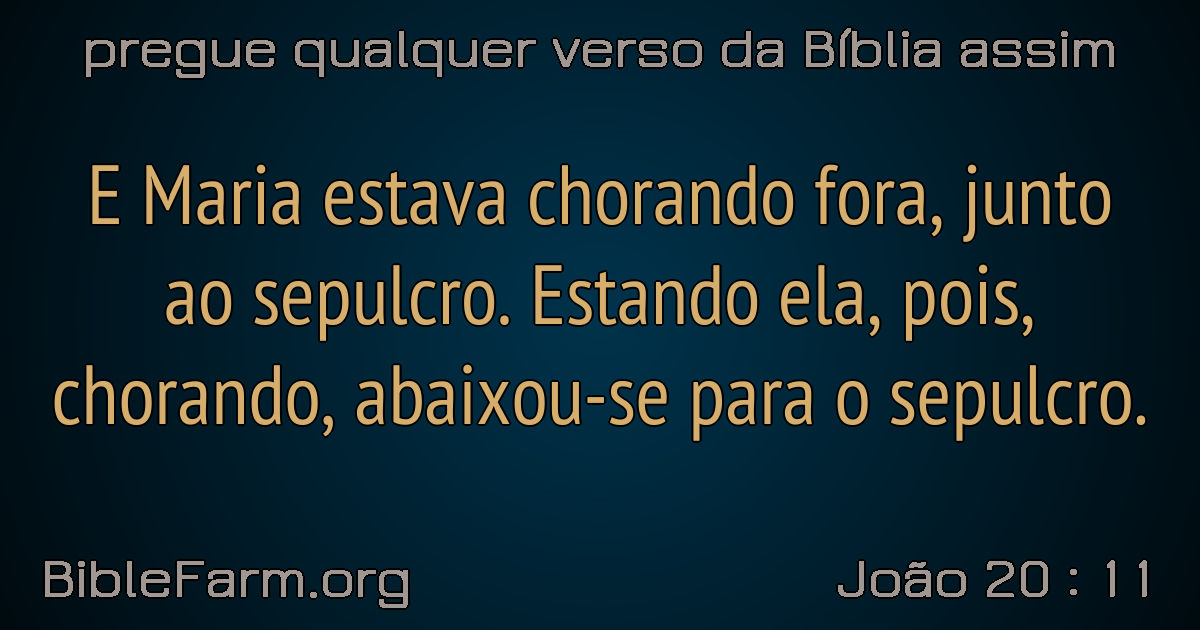 pregue qualquer verso da Bíblia assim
E Maria estava chorando fora, junto
ao sepulcro. Estando ela, pois,
chorando, abaixou-se para o sepulcro.
BibleFarm.org
João 20 : 11